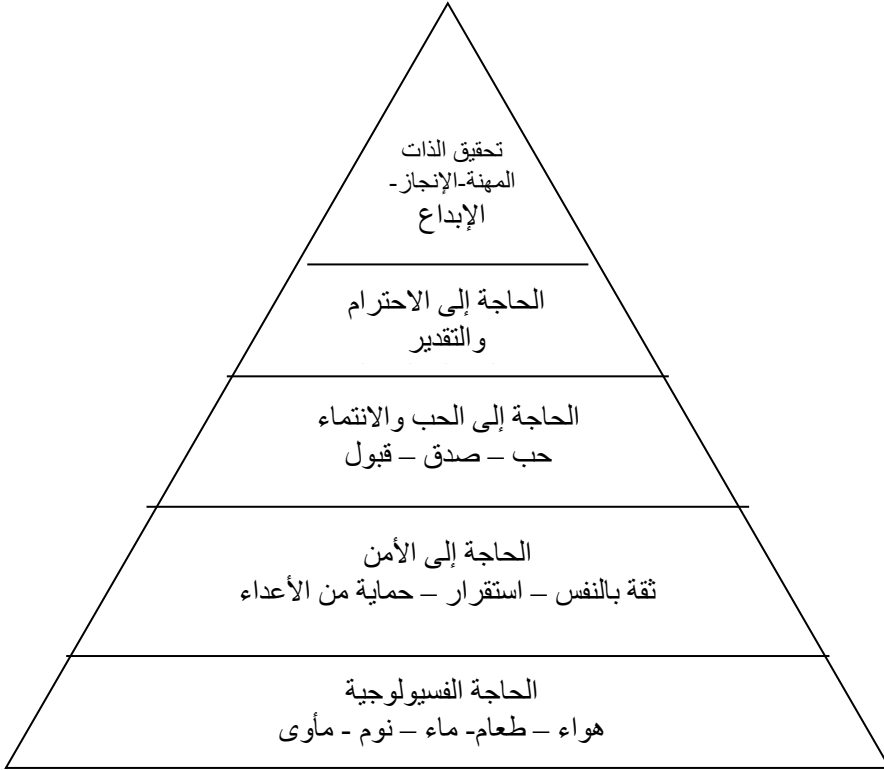 تحقيق الذات
المهنة-الإنجاز-
الإبداع
الحاجة إلى الاحترام
والتقدير
الحاجة إلى الحب والانتماء
حب – صدق – قبول
الحاجة إلى الأمن
ثقة بالنفس – استقرار – حماية من الأعداء
الحاجة الفسيولوجية
هواء – طعام- ماء – نوم - مأوى